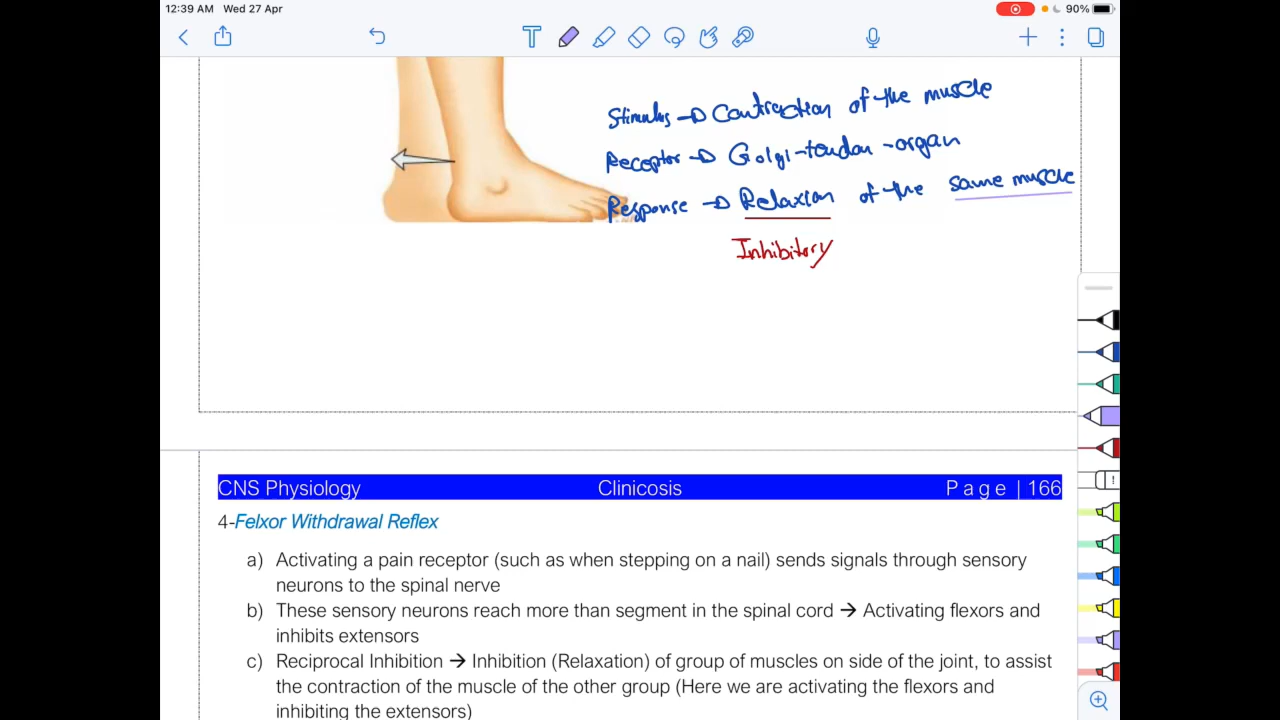 12:39 AM Wed 27 Apr 90%
T
Stimulus → Contraction of the muscle
Receptor → Golgi-tendon-organ
Response → Relaxion of the same muscle
Inhibitory
CNS Physiology Clinicosis Page | 166
4-Felxor Withdrawal Reflex
a) Activating a pain receptor (such as when stepping on a nail) sends signals through sensory
neurons to the spinal nerve
b) These sensory neurons reach more than segment in the spinal cord → Activating flexors and
inhibits extensors
c) Reciprocal Inhibition → Inhibition (Relaxation) of group of muscles on side of the joint, to assist
the contraction of the muscle of the other group (Here we are activating the flexors and
inhibiting the extensors)